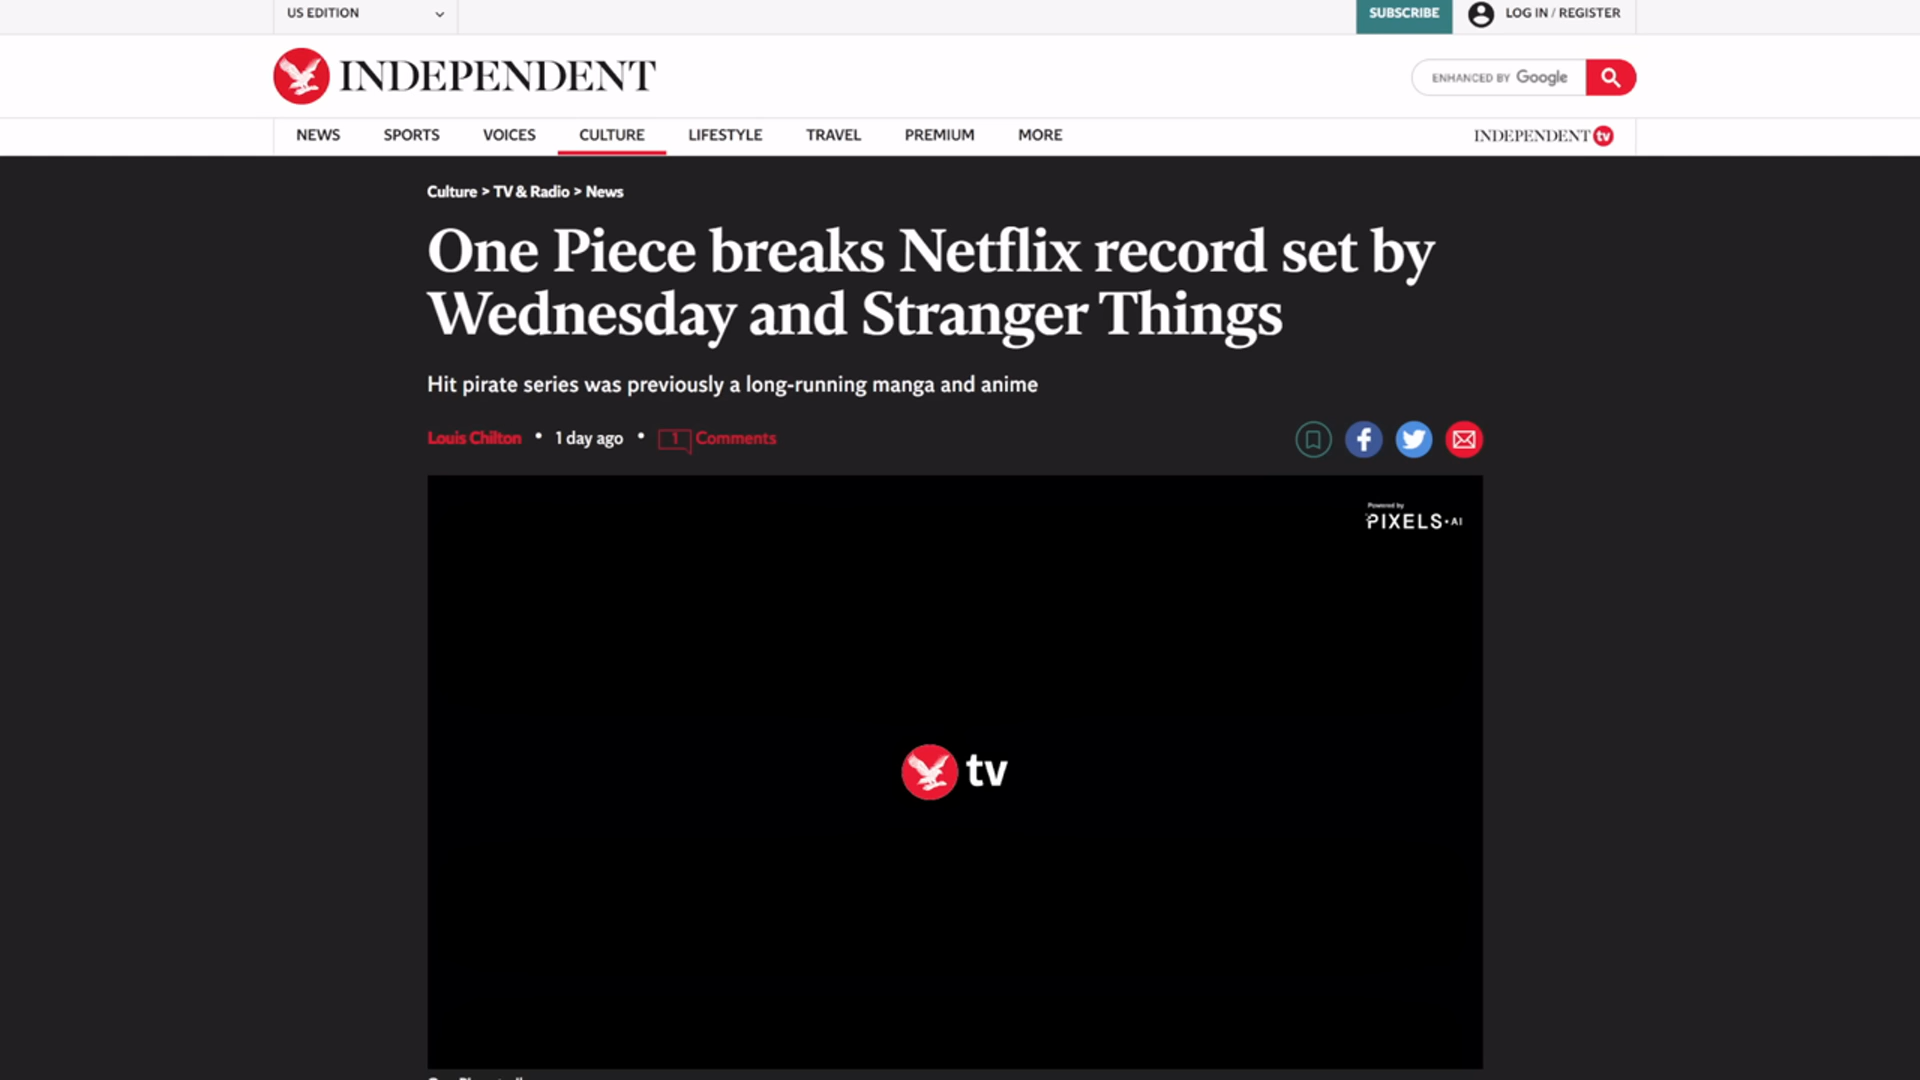 US EDITION
SUBSCRIBE
LOG IN / REGISTER
INDEPENDENT
ENHANCED BY Google
NEWS
SPORTS
VOICES
CULTURE
LIFESTYLE
TRAVEL
PREMIUM
MORE
INDEPENDENT tv
Culture > TV & Radio > News
One Piece breaks Netflix record set by
Wednesday and Stranger Things
Hit pirate series was previously a long-running manga and anime
Louis Chilton • 1 day ago • 1 Comments
Powered by
PIXELS•AI
tv